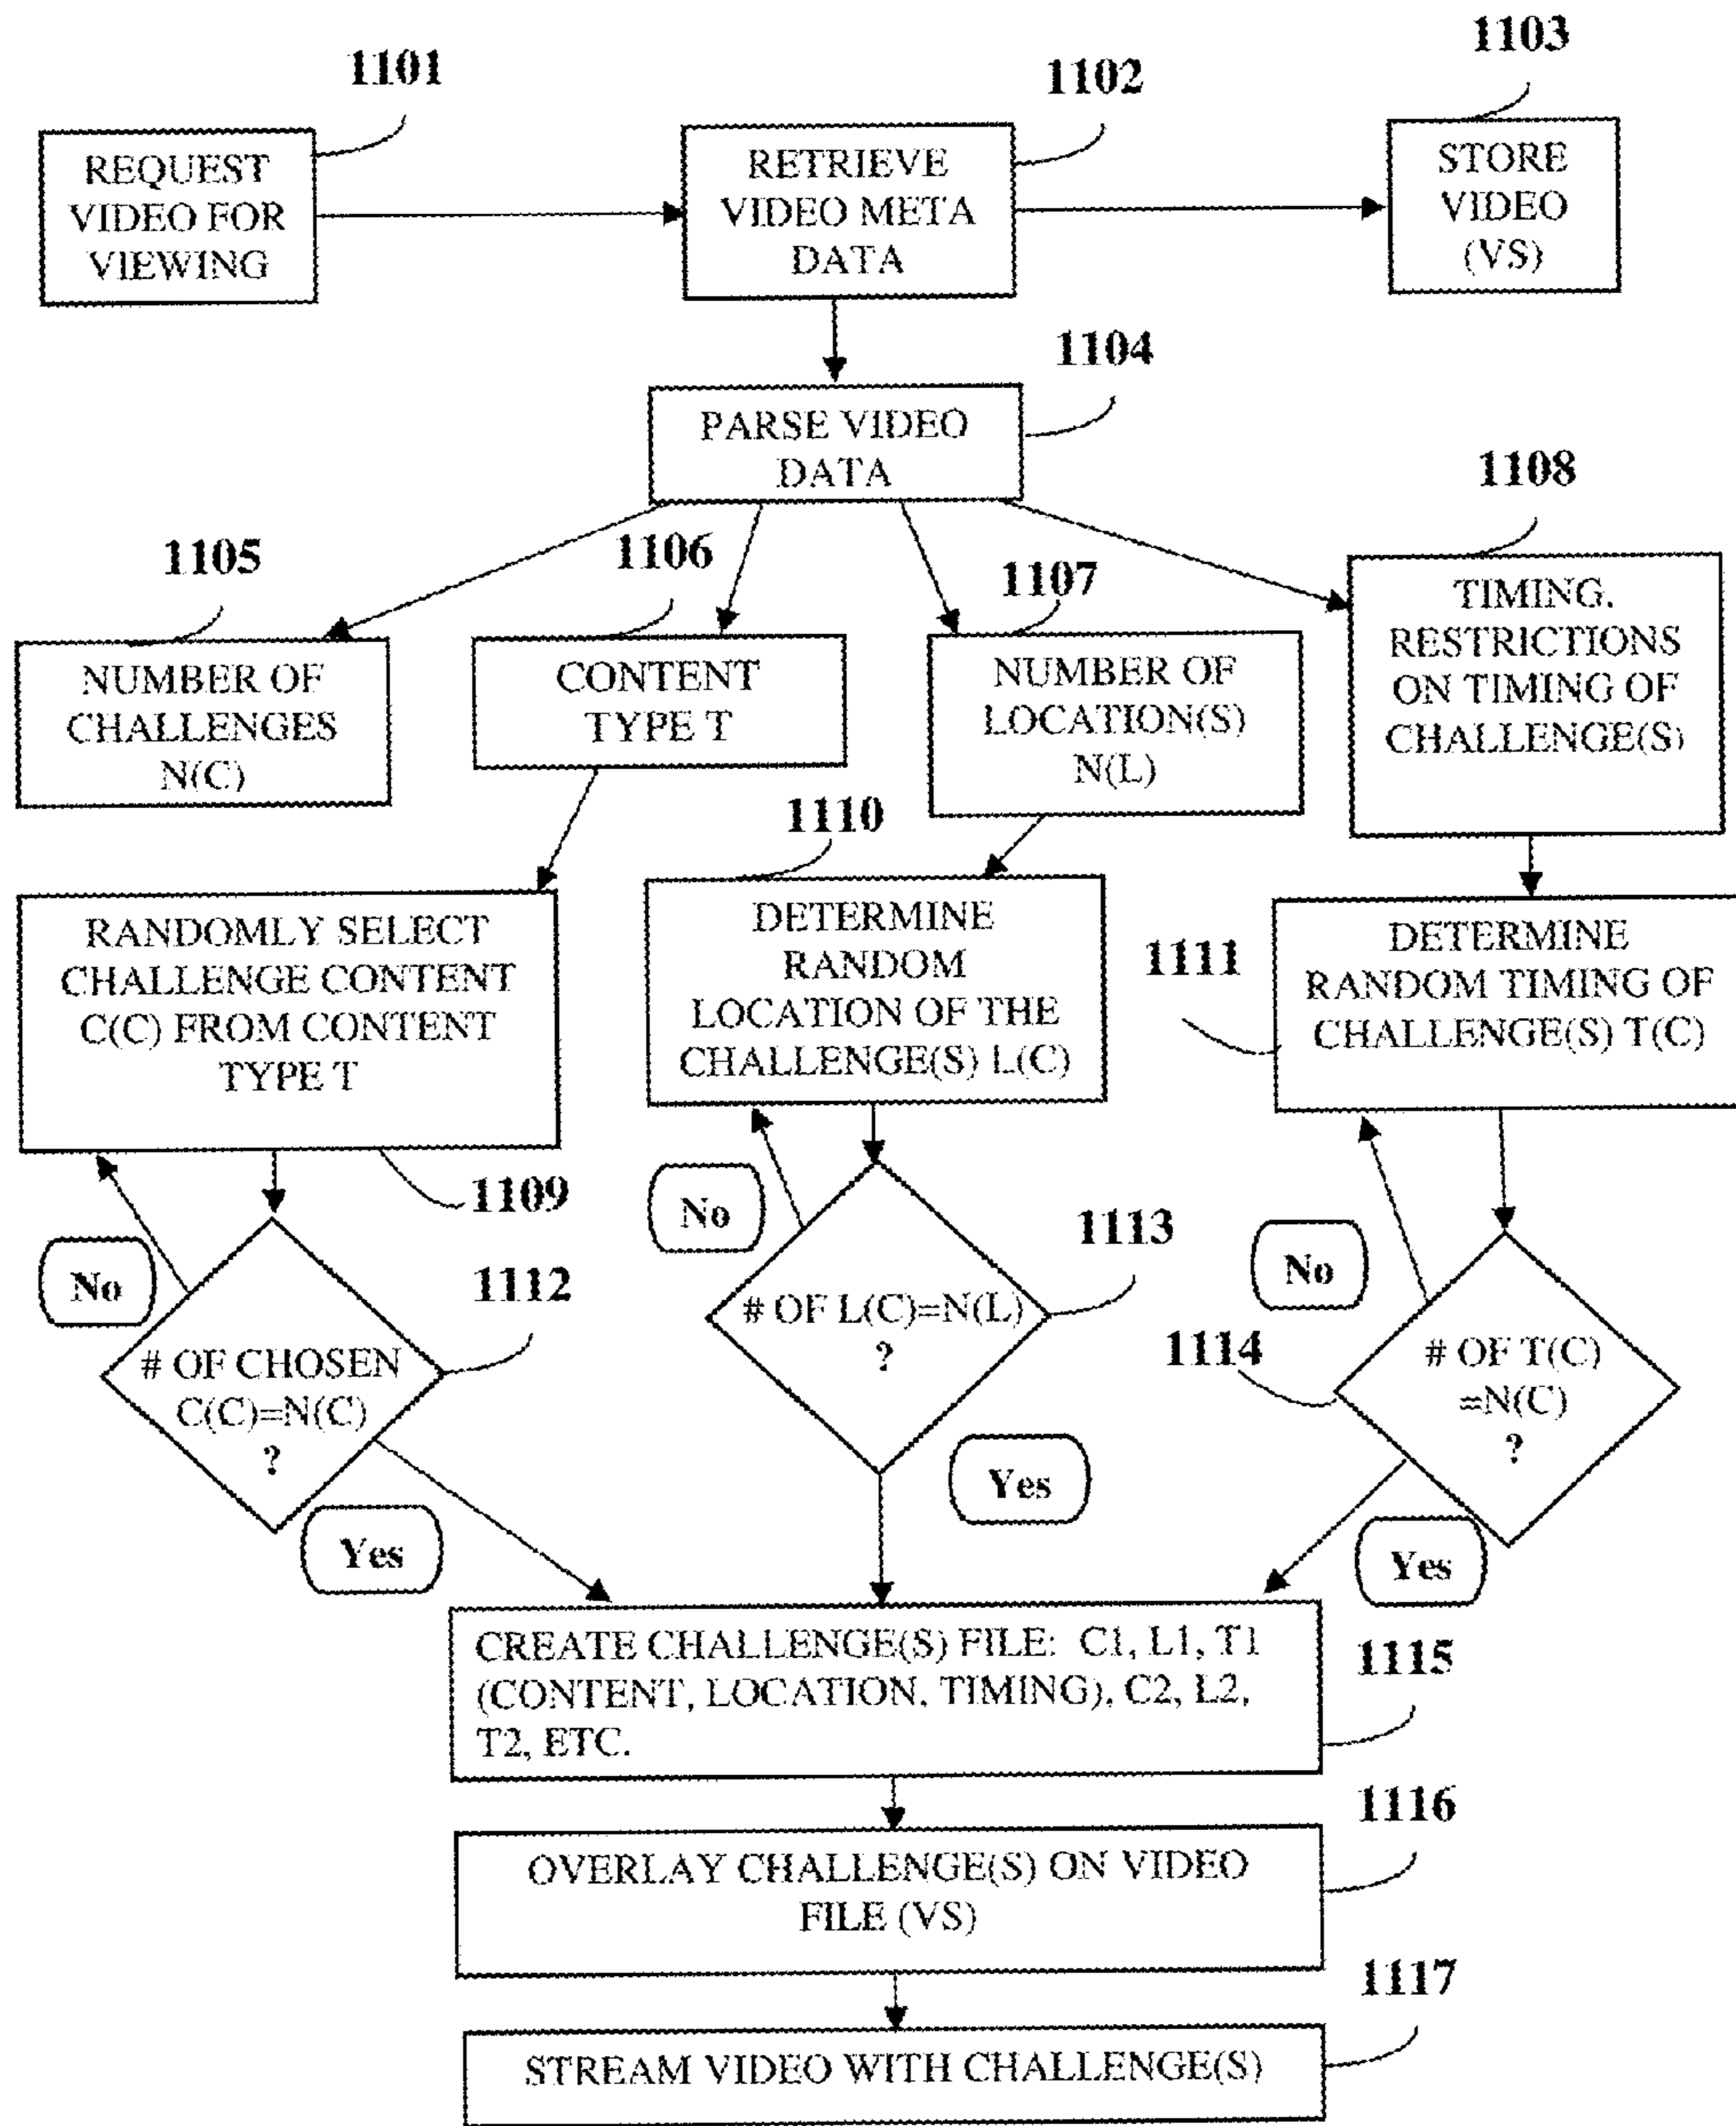 1101
1102
1103
REQUEST
VIDEO FOR
VIEWING
RETRIEVE
VIDEO META
DATA
STORE
VIDEO
(VS)
1104
PARSE VIDEO
DATA
1105
1106
1107
1108
NUMBER OF
CHALLENGES
N(C)
CONTENT
TYPE T
NUMBER OF
LOCATION(S)
N(L)
TIMING.
RESTRICTIONS
ON TIMING OF
CHALLENGE(S)
1110
RANDOMLY SELECT
CHALLENGE CONTENT
C(C) FROM CONTENT
TYPE T
1109
DETERMINE
RANDOM
LOCATION OF THE
CHALLENGE(S) L(C)
1111
DETERMINE
RANDOM TIMING OF
CHALLENGE(S) T(C)
No
No
No
1112
# OF CHOSEN
C(C)=N(C)
?
1113
# OF L(C)=N(L)
?
1114
# OF T(C)
=N(C)
?
Yes
Yes
Yes
CREATE CHALLENGE(S) FILE: C1, L1, T1
(CONTENT, LOCATION, TIMING), C2, L2,
T2, ETC.
1115
1116
OVERLAY CHALLENGE(S) ON VIDEO
FILE (VS)
1117
STREAM VIDEO WITH CHALLENGE(S)